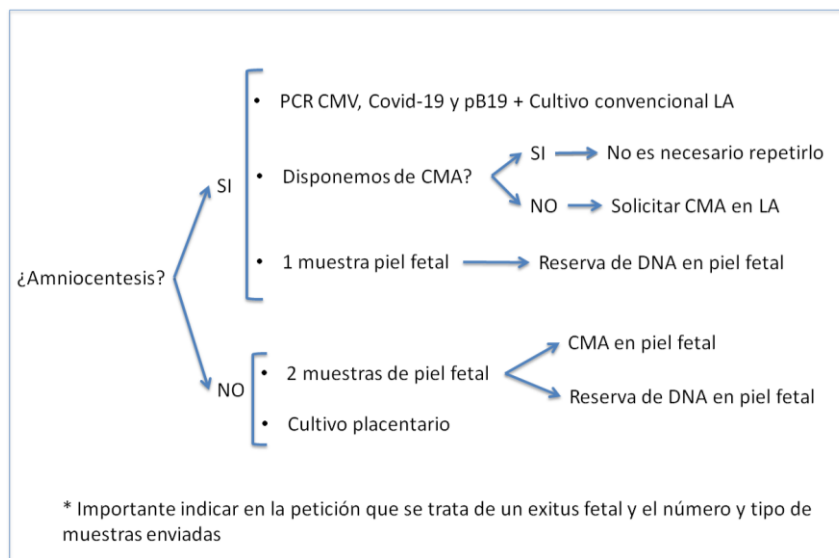 • PCR CMV, Covid-19 y pB19 + Cultivo convencional LA
SI
No es necesario repetirlo
• Disponemos de CMA?
SI
NO
Solicitar CMA en LA
• 1 muestra piel fetal
Reserva de DNA en piel fetal
¿Amniocentesis?
CMA en piel fetal
• 2 muestras de piel fetal
NO
Reserva de DNA en piel fetal
• Cultivo placentario
* Importante indicar en la petición que se trata de un exitus fetal y el número y tipo de
muestras enviadas